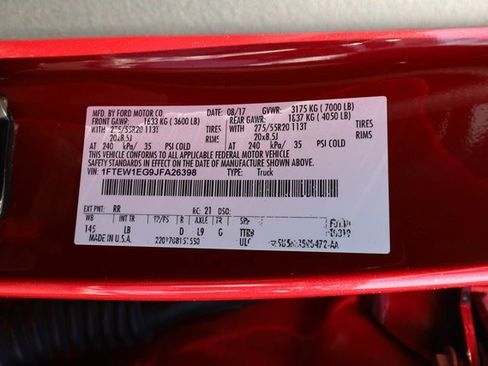 MFD. BY FORD MOTOR CO. 08/17 GVWR: 3175 KG ( 7000 LB)
FRONT GAWR: 1633 KG ( 3600 LB) REAR GAWR: 1837 KG ( 4050 LB)
WITH 275/55R20 113T TIRES WITH 275/55R20 113T TIRES
20x8.5J RIMS 20x8.5J RIMS
AT 240 kPa/ 35 PSI COLD AT 240 kPa/ 35 PSI COLD
THIS VEHICLE CONFORMS TO ALL APPLICABLE FEDERAL MOTOR VEHICLE
SAFETY STANDARDS IN EFFECT ON THE DATE OF MANUFACTURE SHOWN ABOVE.
VIN: 1FTEW1EG9JFA26398 TYPE: Truck
EXT PNT: RR RC: 21 DSO:
WB INT TR TP/PS R AXLE TR SPR
145 LB D L9 G
MADE IN U.S.A. ULC